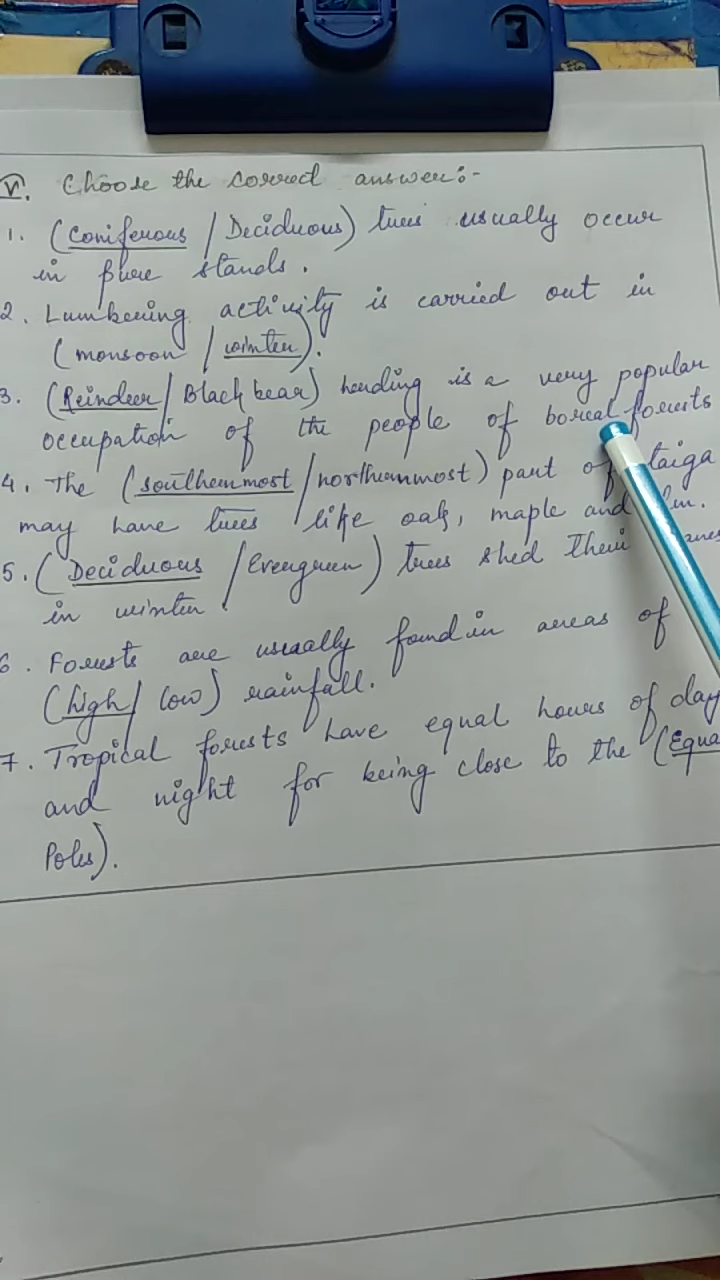 V. Choose the correct answer:-
1. (Coniferous / Deciduous) trees usually occur
in pure stands.
2. Lumbering activity is carried out in
(monsoon / winter).
3. (Reindeer / Black bear) herding is a very popular
occupation of the people of boreal forests
4. The (southernmost / northernmost) part of taiga
may have trees like oak, maple and
5. (Deciduous / Evergreen) trees shed their
in winter.
6. Forests are usually found in areas of
(high / low) rainfall.
7. Tropical forests have equal hours of day
and night for being close to the (Equa
Poles).